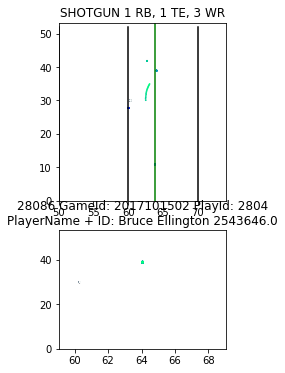 SHOTGUN 1 RB, 1 TE, 3 WR
50
40
30
20
10
0
50 55 60 65 70
28086 GameId: 2017101502 PlayId: 2804
PlayerName + ID: Bruce Ellington 2543646.0
40
20
0
60 62 64 66 68